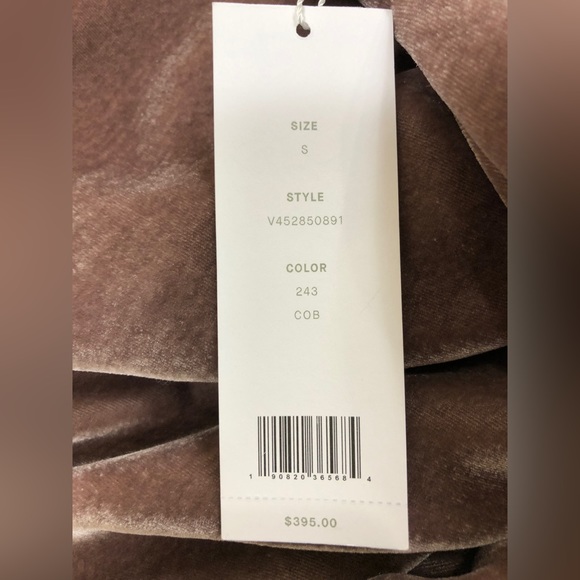 SIZE
S
STYLE
V452850891
COLOR
243
COB
1 90820 36568 4
$395.00